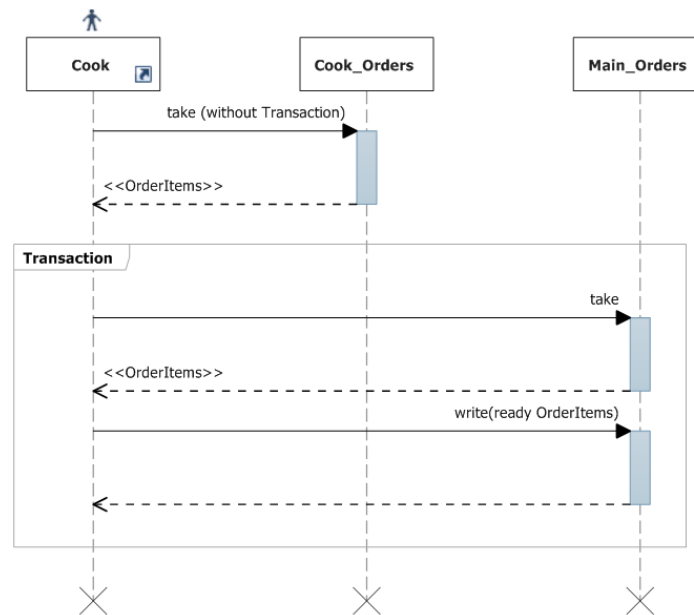 Cook
Cook_Orders
Main_Orders
take (without Transaction)
<<OrderItems>>
Transaction
take
<<OrderItems>>
write(ready OrderItems)